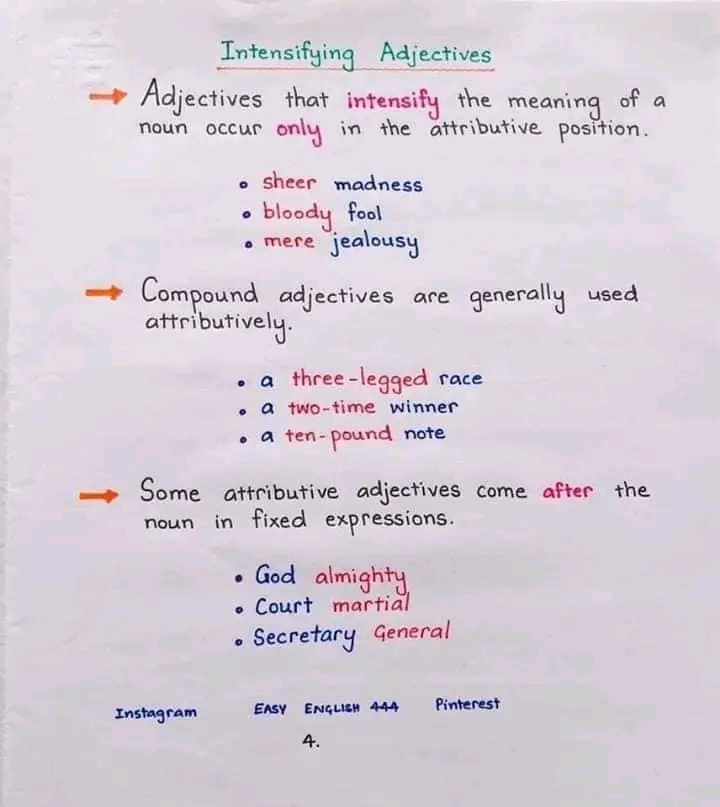 Intensifying Adjectives
→ Adjectives that intensify the meaning of a
noun occur only in the attributive position.
• sheer madness
• bloody fool
• mere jealousy
→ Compound adjectives are generally used
attributively.
• a three-legged race
• a two-time winner
• a ten-pound note
→ Some attributive adjectives come after the
noun in fixed expressions.
• God almighty
• Court martial
• Secretary General
Instagram EASY ENGLISH 444 Pinterest
4.